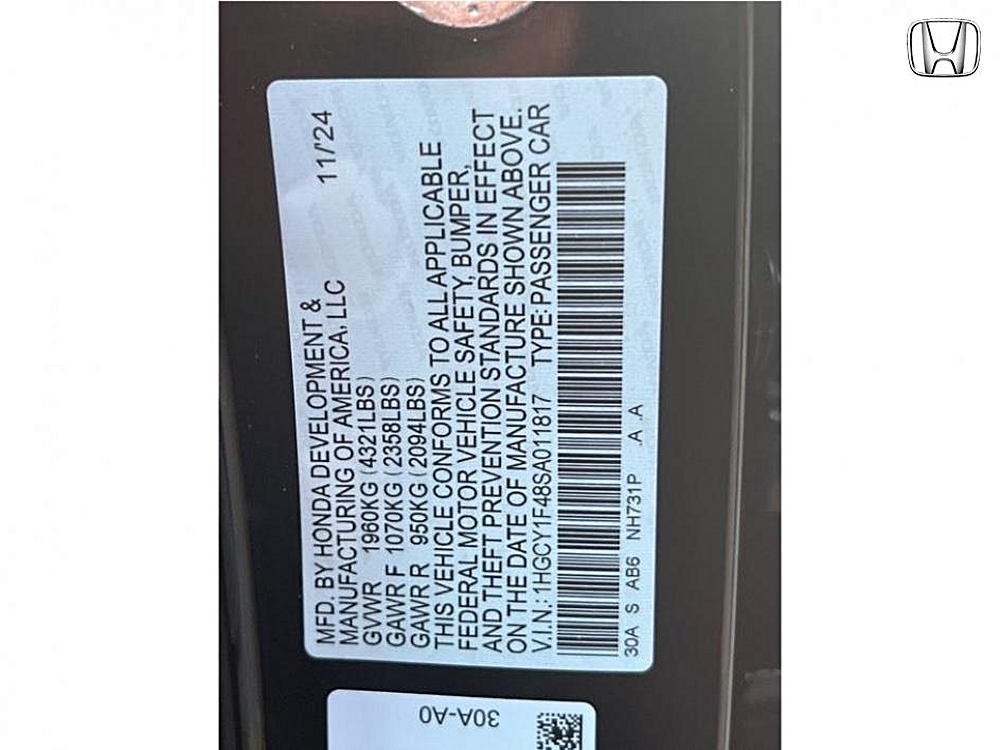 MFD. BY HONDA DEVELOPMENT & 11/'24
MANUFACTURING OF AMERICA, LLC
GVWR 1960KG (4321LBS)
GAWR F 1070KG (2358LBS)
GAWR R 950KG (2094LBS)
THIS VEHICLE CONFORMS TO ALL APPLICABLE
FEDERAL MOTOR VEHICLE SAFETY, BUMPER,
AND THEFT PREVENTION STANDARDS IN EFFECT
ON THE DATE OF MANUFACTURE SHOWN ABOVE.
V.I.N.: 1HGCY1F48SA011817 TYPE: PASSENGER CAR
30A S AB6 NH731P .A .A
30A-A0